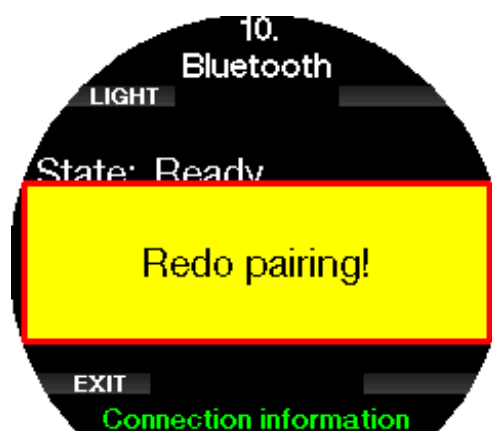 10.
Bluetooth
LIGHT
State: Ready
Redo pairing!
EXIT
Connection information